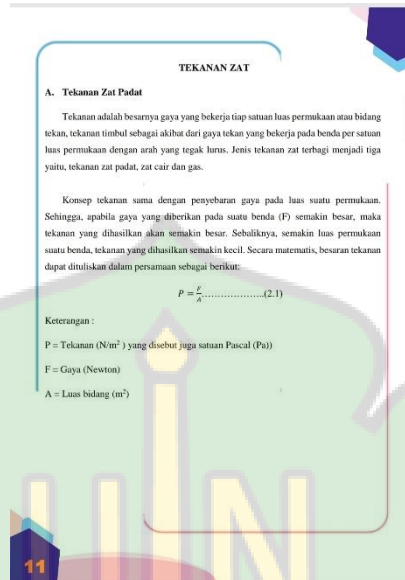 TEKANAN ZAT
A. Tekanan Zat Padat
Tekanan adalah besarnya gaya yang bekerja tiap satuan luas permukaan atau bidang
tekan, tekanan timbul sebagai akibat dari gaya tekan yang bekerja pada benda per satuan
luas permukaan dengan arah yang tegak lurus. Jenis tekanan zat terbagi menjadi tiga
yaitu, tekanan zat padat, zat cair dan gas.
Konsep tekanan sama dengan penyebaran gaya pada luas suatu permukaan.
Sehingga, apabila gaya yang diberikan pada suatu benda (F) semakin besar, maka
tekanan yang dihasilkan akan semakin besar. Sebaliknya, semakin luas permukaan
suatu benda, tekanan yang dihasilkan semakin kecil. Secara matematis, besaran tekanan
dapat dituliskan dalam persamaan sebagai berikut:
P = F/A....................(2.1)
Keterangan :
P = Tekanan (N/m² ) yang disebut juga satuan Pascal (Pa))
F = Gaya (Newton)
A = Luas bidang (m²)
UIN
11